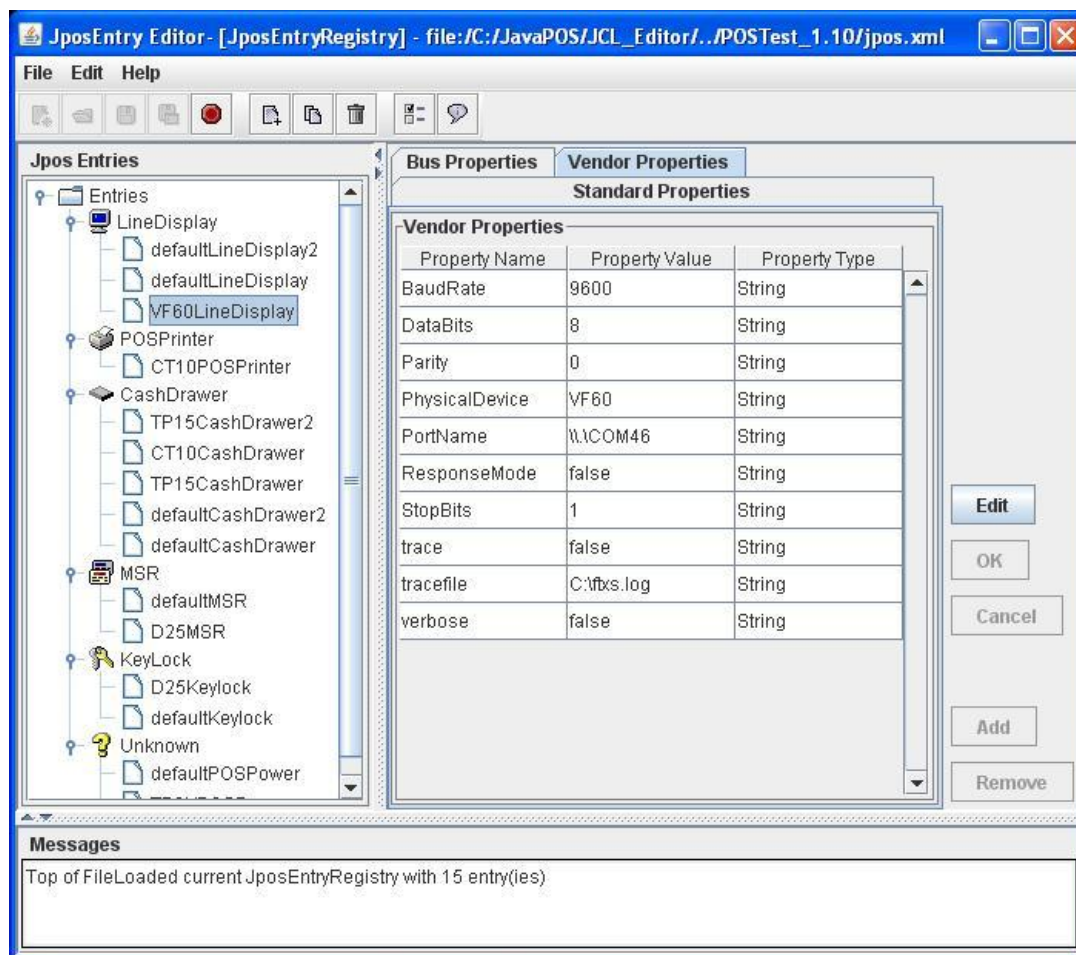 JposEntry Editor- [JposEntryRegistry] - file:/C:/JavaPOS/JCL_Editor/../POSTest_1.10/jpos.xml
File Edit Help
Jpos Entries
Entries
LineDisplay
defaultLineDisplay2
defaultLineDisplay
VF60LineDisplay
POSPrinter
CT10POSPrinter
CashDrawer
TP15CashDrawer2
CT10CashDrawer
TP15CashDrawer
defaultCashDrawer2
defaultCashDrawer
MSR
defaultMSR
D25MSR
KeyLock
D25Keylock
defaultKeylock
Unknown
defaultPOSPower
Bus Properties Vendor Properties
Standard Properties
Vendor Properties
Property Name Property Value Property Type
BaudRate 9600 String
DataBits 8 String
Parity 0 String
PhysicalDevice VF60 String
PortName \\.\COM46 String
ResponseMode false String
StopBits 1 String
trace false String
tracefile C:\ftxs.log String
verbose false String
Edit
OK
Cancel
Add
Remove
Messages
Top of FileLoaded current JposEntryRegistry with 15 entry(ies)